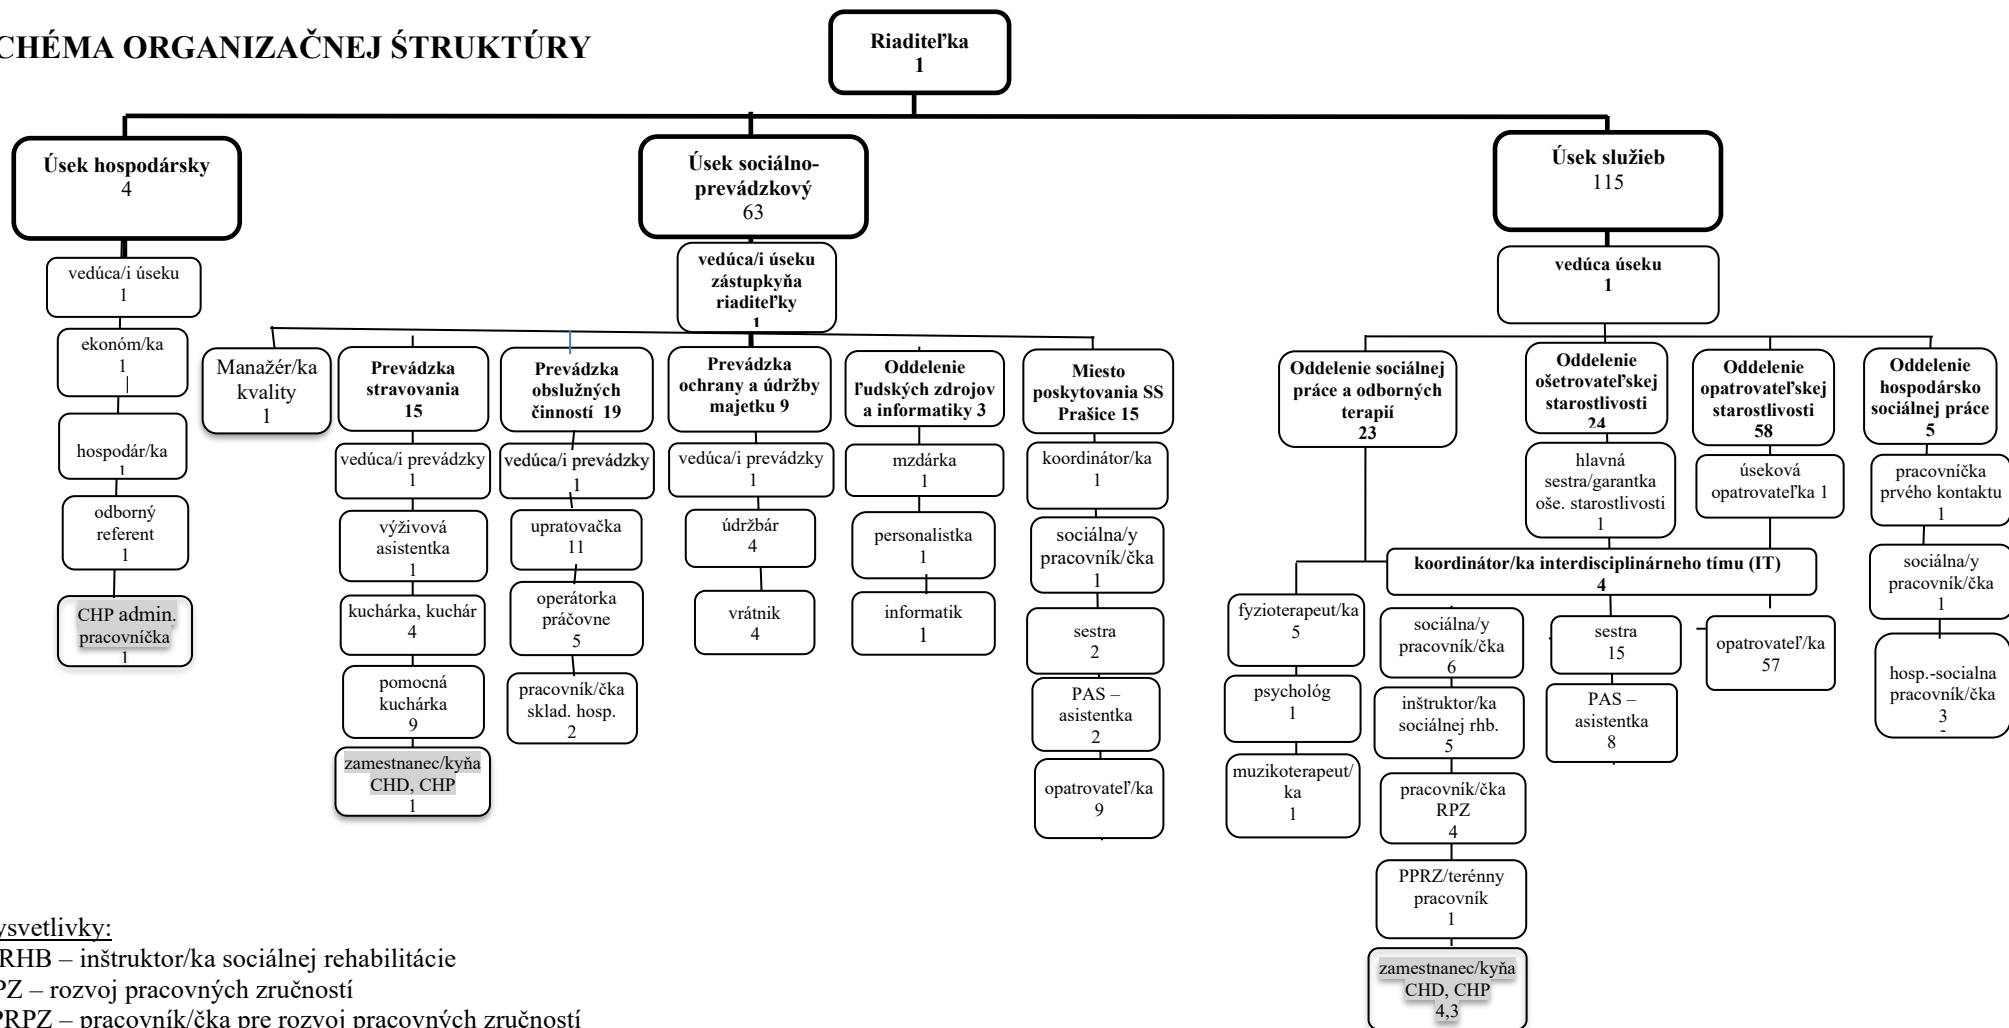 CHÉMA ORGANIZAČNEJ ŚTRUKTÚRY
Riaditeľka
1
Úsek hospodársky
4
Úsek sociálno-
prevádzkový
63
Úsek služieb
115
vedúca/i úseku
1
ekonóm/ka
1
hospodár/ka
1
odborný
referent
1
CHP admin.
pracovníčka
1
vedúca/i úseku
zástupkyňa
riaditeľky
1
Manažér/ka
kvality
1
Prevádzka
stravovania
15
vedúca/i prevádzky
1
výživová
asistentka
1
kuchárka, kuchár
4
pomocná
kuchárka
9
zamestnanec/kyňa
CHD, CHP
1
Prevádzka
obslužných
činností 19
vedúca/i prevádzky
1
upratovačka
11
operátorka
práčovne
5
pracovník/čka
sklad. hosp.
2
Prevádzka
ochrany a údržby
majetku 9
vedúca/i prevádzky
1
údržbár
4
vrátnik
4
Oddelenie
ľudských zdrojov
a informatiky 3
mzdárka
1
personalistka
1
informatik
1
Miesto
poskytovania SS
Prašice 15
koordinátor/ka
1
sociálna/y
pracovník/čka
1
sestra
2
PAS –
asistentka
2
opatrovateľ/ka
9
vedúca úseku
1
Oddelenie sociálnej
práce a odborných
terapií
23
Oddelenie
ošetrovateľskej
starostlivosti
24
hlavná
sestra/garantka
oše. starostlivosti
1
Oddelenie
opatrovateľskej
starostlivosti
58
úseková
opatrovateľka 1
Oddelenie
hospodársko
sociálnej práce
5
pracovníčka
prvého kontaktu
1
sociálna/y
pracovník/čka
1
hosp.-socialna
pracovník/čka
3
koordinátor/ka interdisciplinárneho tímu (IT)
4
fyzioterapeut/ka
5
psychológ
1
muzikoterapeut/
ka
1
sociálna/y
pracovník/čka
6
inštruktor/ka
sociálnej rhb.
5
pracovník/čka
RPZ
4
PPRZ/terénny
pracovník
1
zamestnanec/kyňa
CHD, CHP
4,3
sestra
15
PAS –
asistentka
8
opatrovateľ/ka
57
ysvetlivky:
RHB – inštruktor/ka sociálnej rehabilitácie
PZ – rozvoj pracovných zručností
PRPZ – pracovník/čka pre rozvoj pracovných zručností